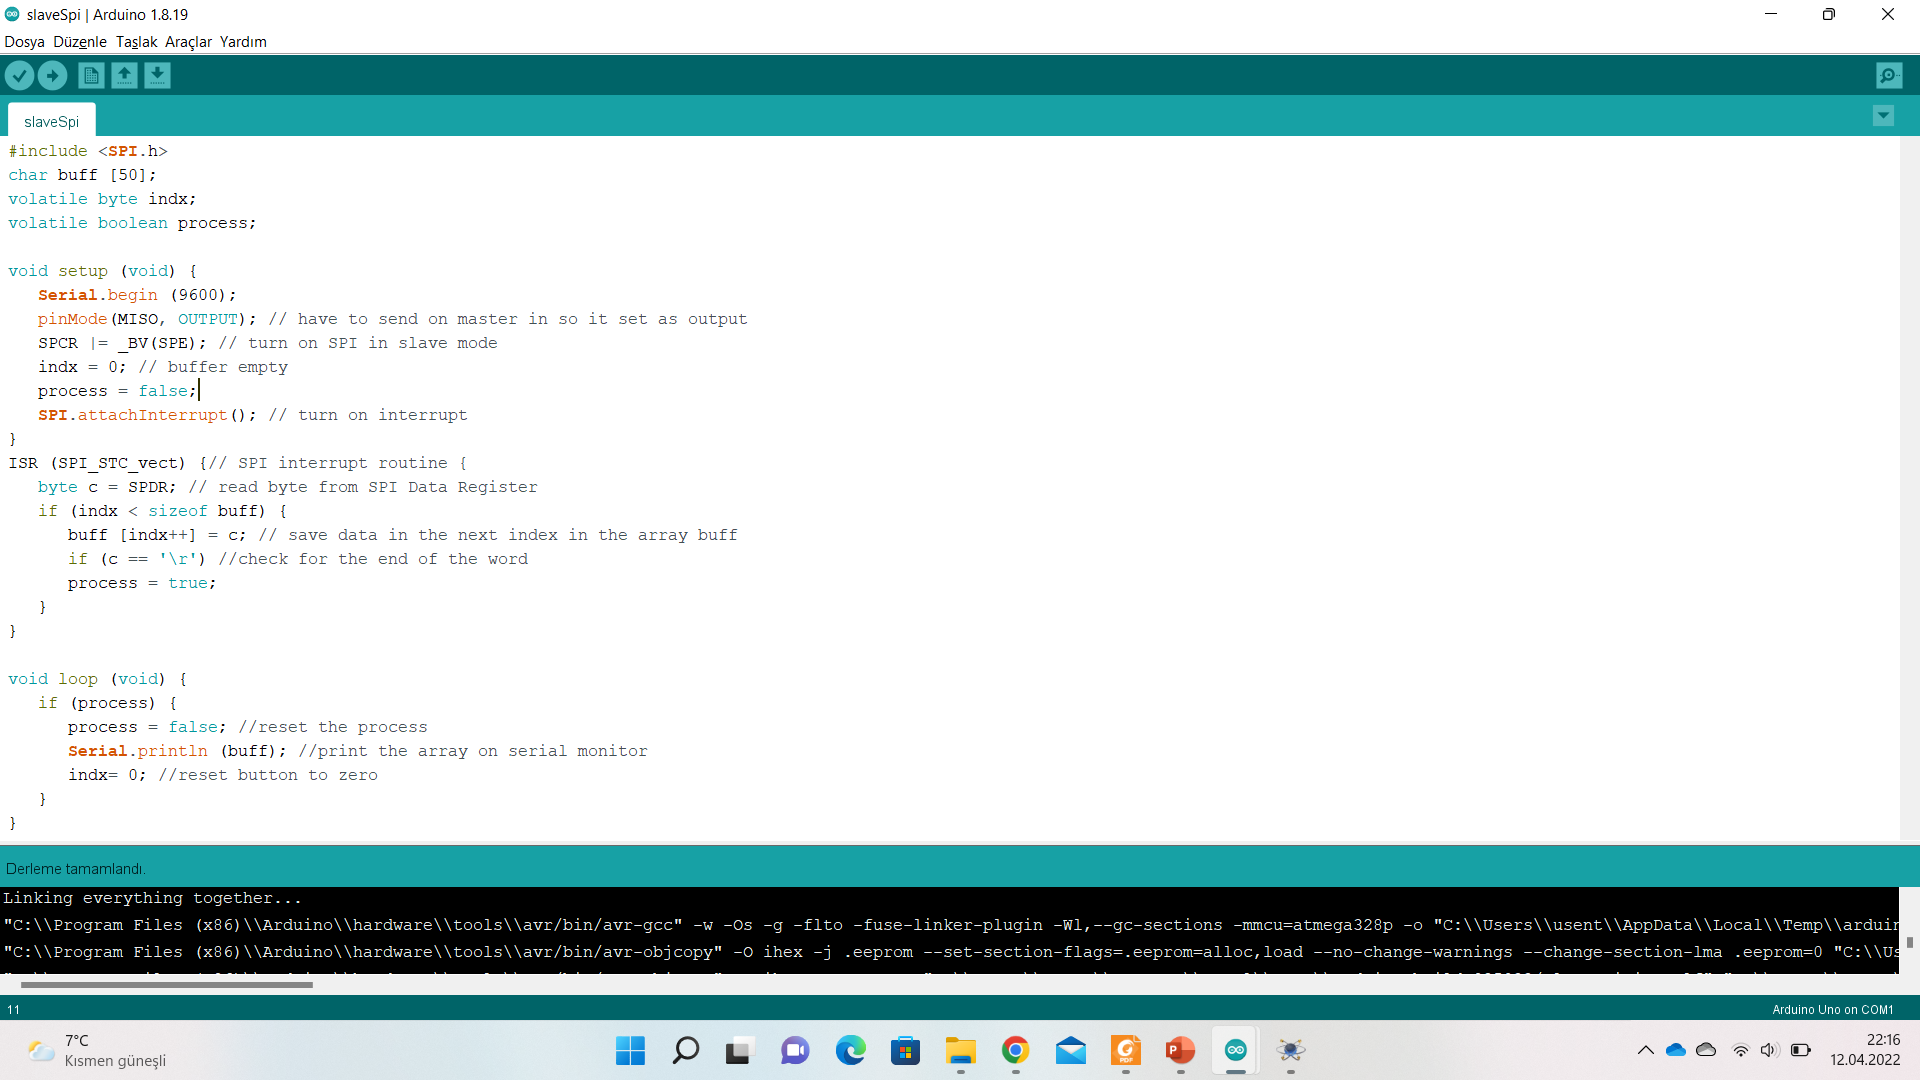 slaveSpi | Arduino 1.8.19
Dosya Düzenle Taşlak Araçlar Yardım
slaveSpi
#include <SPI.h>
char buff [50];
volatile byte indx;
volatile boolean process;
void setup (void) {
Serial.begin (9600);
pinMode(MISO, OUTPUT); // have to send on master in so it set as output
SPCR |= _BV(SPE); // turn on SPI in slave mode
indx = 0; // buffer empty
process = false;
SPI.attachInterrupt(); // turn on interrupt
}
ISR (SPI_STC_vect) {// SPI interrupt routine {
byte c = SPDR; // read byte from SPI Data Register
if (indx < sizeof buff) {
buff [indx++] = c; // save data in the next index in the array buff
if (c == '\r') //check for the end of the word
process = true;
}
}
void loop (void) {
if (process) {
process = false; //reset the process
Serial.println (buff); //print the array on serial monitor
indx= 0; //reset button to zero
}
}
Derleme tamamlandı.
Linking everything together...
"C:\\Program Files (x86)\\Arduino\\hardware\\tools\\avr/bin/avr-gcc" -w -Os -g -flto -fuse-linker-plugin -Wl,--gc-sections -mmcu=atmega328p -o "C:\\Users\\usent\\AppData\\Local\\Temp\\arduin
"C:\\Program Files (x86)\\Arduino\\hardware\\tools\\avr/bin/avr-objcopy" -O ihex -j .eeprom --set-section-flags=.eeprom=alloc,load --no-change-warnings --change-section-lma .eeprom=0 "C:\\Us
11
Arduino Uno on COM1
7°C
Kısmen güneşli
22:16
12.04.2022